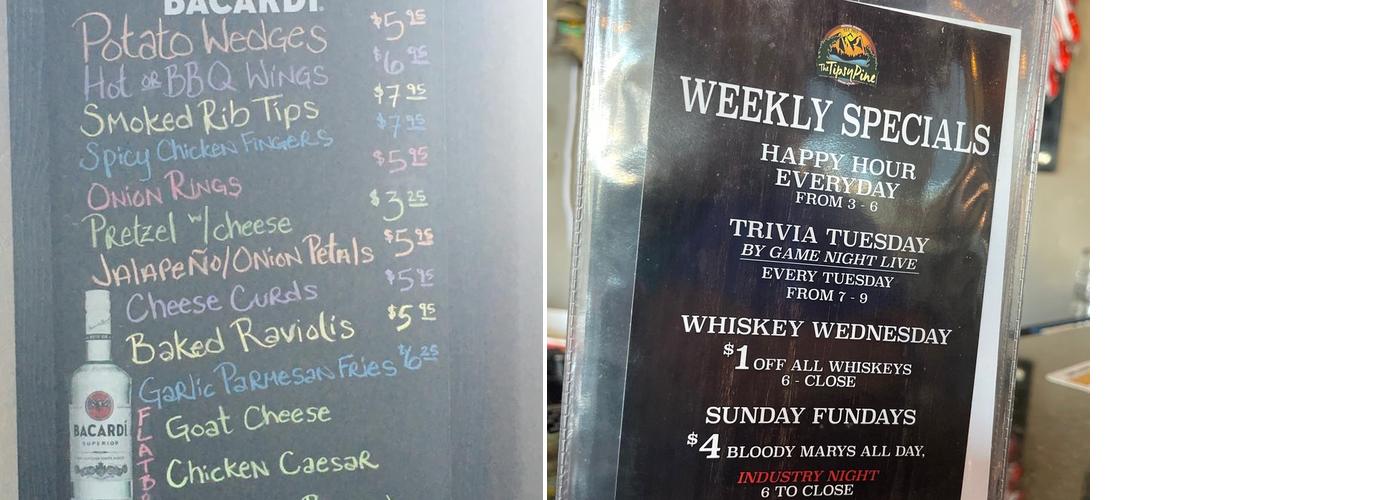 BACARDI
Potato Wedges $5.95
Hot or BBQ Wings $6.95
Smoked Rib Tips $7.95
Spicy Chicken Fingers $7.95
Onion Rings $5.95
Pretzel w/cheese $3.25
Jalapeño/Onion Petals $5.95
Cheese Curds $5.95
Baked Raviolis $5.95
Garlic Parmesan Fries $6.25
Goat Cheese
Chicken Caesar
BACARDI
SUPERIOR
The Tipsy Pine
WEEKLY SPECIALS
HAPPY HOUR
EVERYDAY
FROM 3 - 6
TRIVIA TUESDAY
BY GAME NIGHT LIVE
EVERY TUESDAY
FROM 7 - 9
WHISKEY WEDNESDAY
$1 OFF ALL WHISKEYS
6 - CLOSE
SUNDAY FUNDAYS
$4 BLOODY MARYS ALL DAY,
INDUSTRY NIGHT
6 TO CLOSE